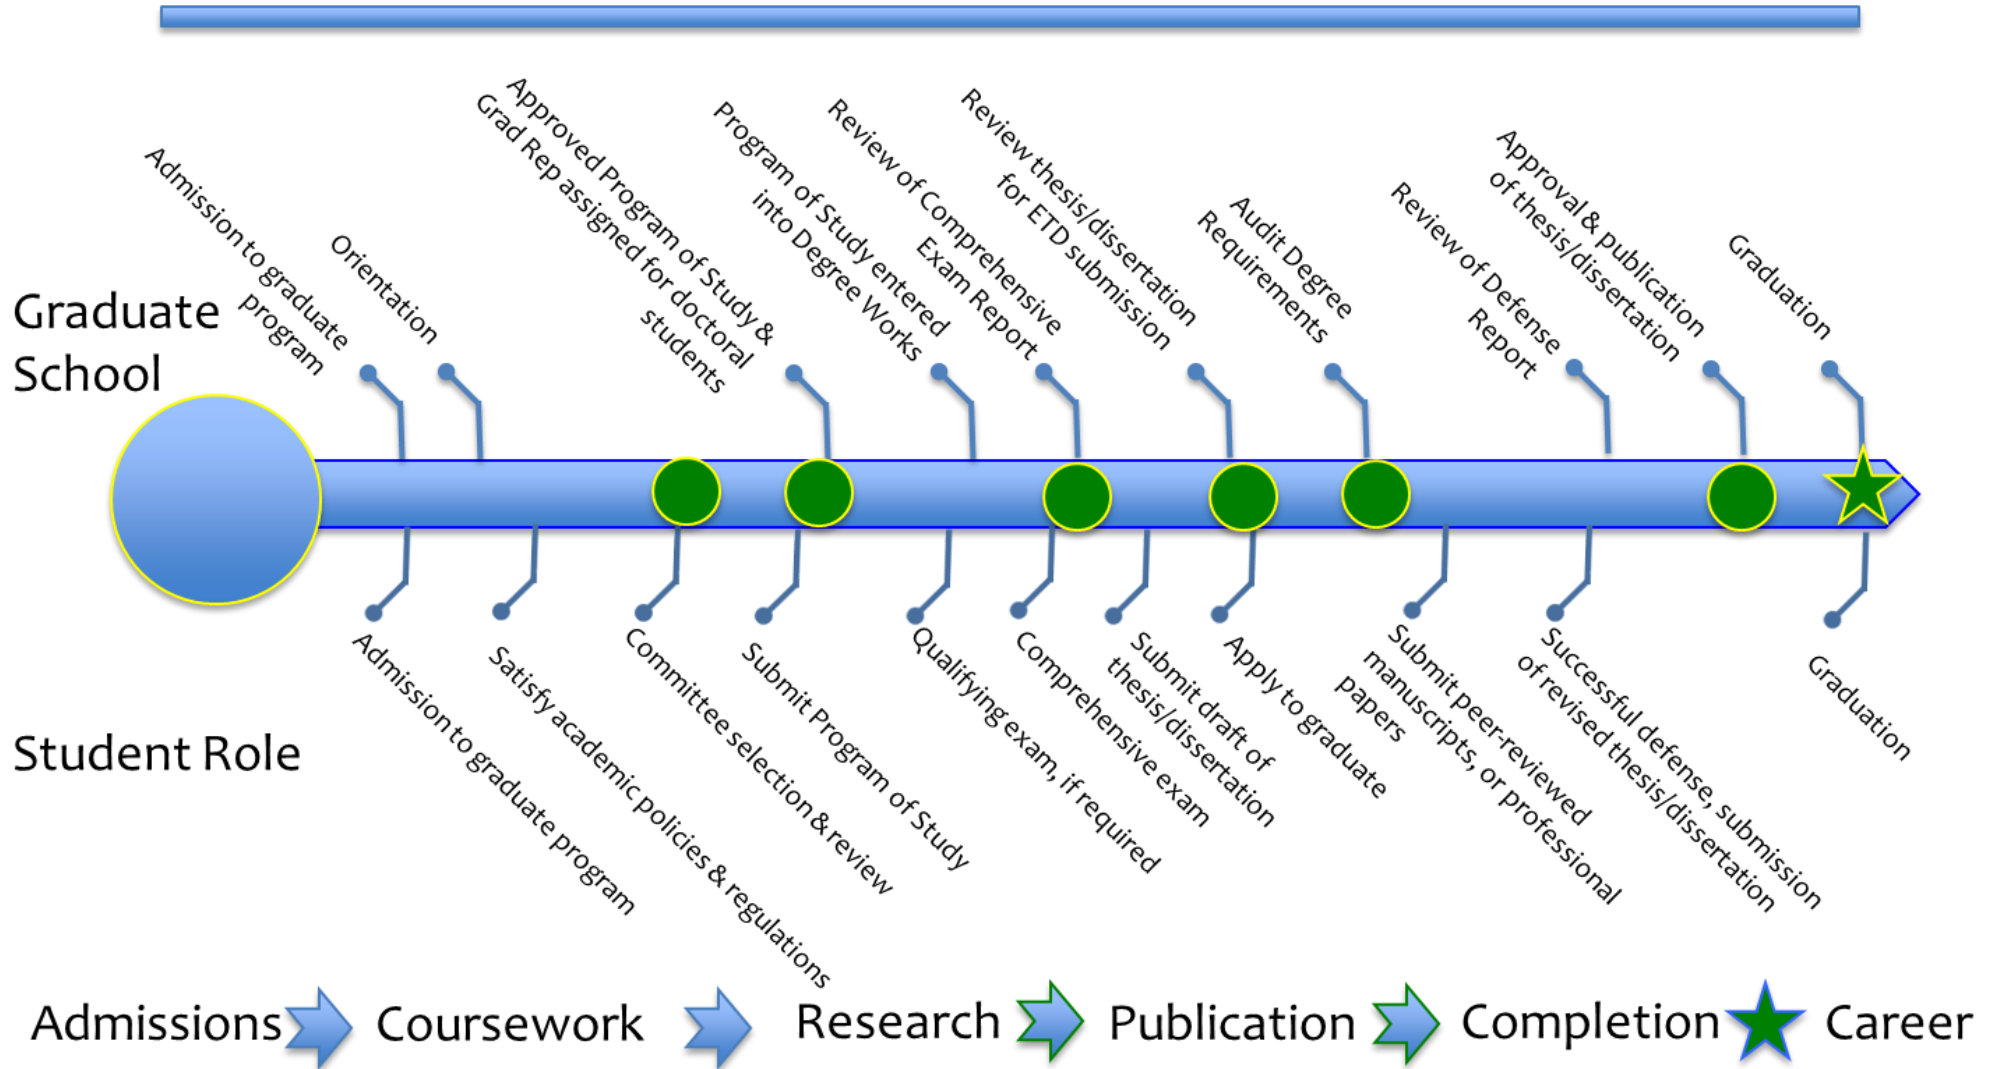 Graduate
School
Admission to graduate
program
Orientation
Approved Program of Study &
Grad Rep assigned for doctoral
students
Program of Study entered
into Degree Works
Review of Comprehensive
Exam Report
Review thesis/dissertation
for ETD submission
Audit Degree
Requirements
Review of Defense
Report
Approval & publication
of thesis/dissertation
Graduation
Student Role
Admission to graduate program
Satisfy academic policies & regulations
Committee selection & review
Submit Program of Study
Qualifying exam, if required
Comprehensive exam
Submit draft of
thesis/dissertation
Apply to graduate
Submit peer-reviewed
manuscripts, or professional
papers
Successful defense, submission
of revised thesis/dissertation
Graduation
Admissions Coursework Research Publication Completion Career